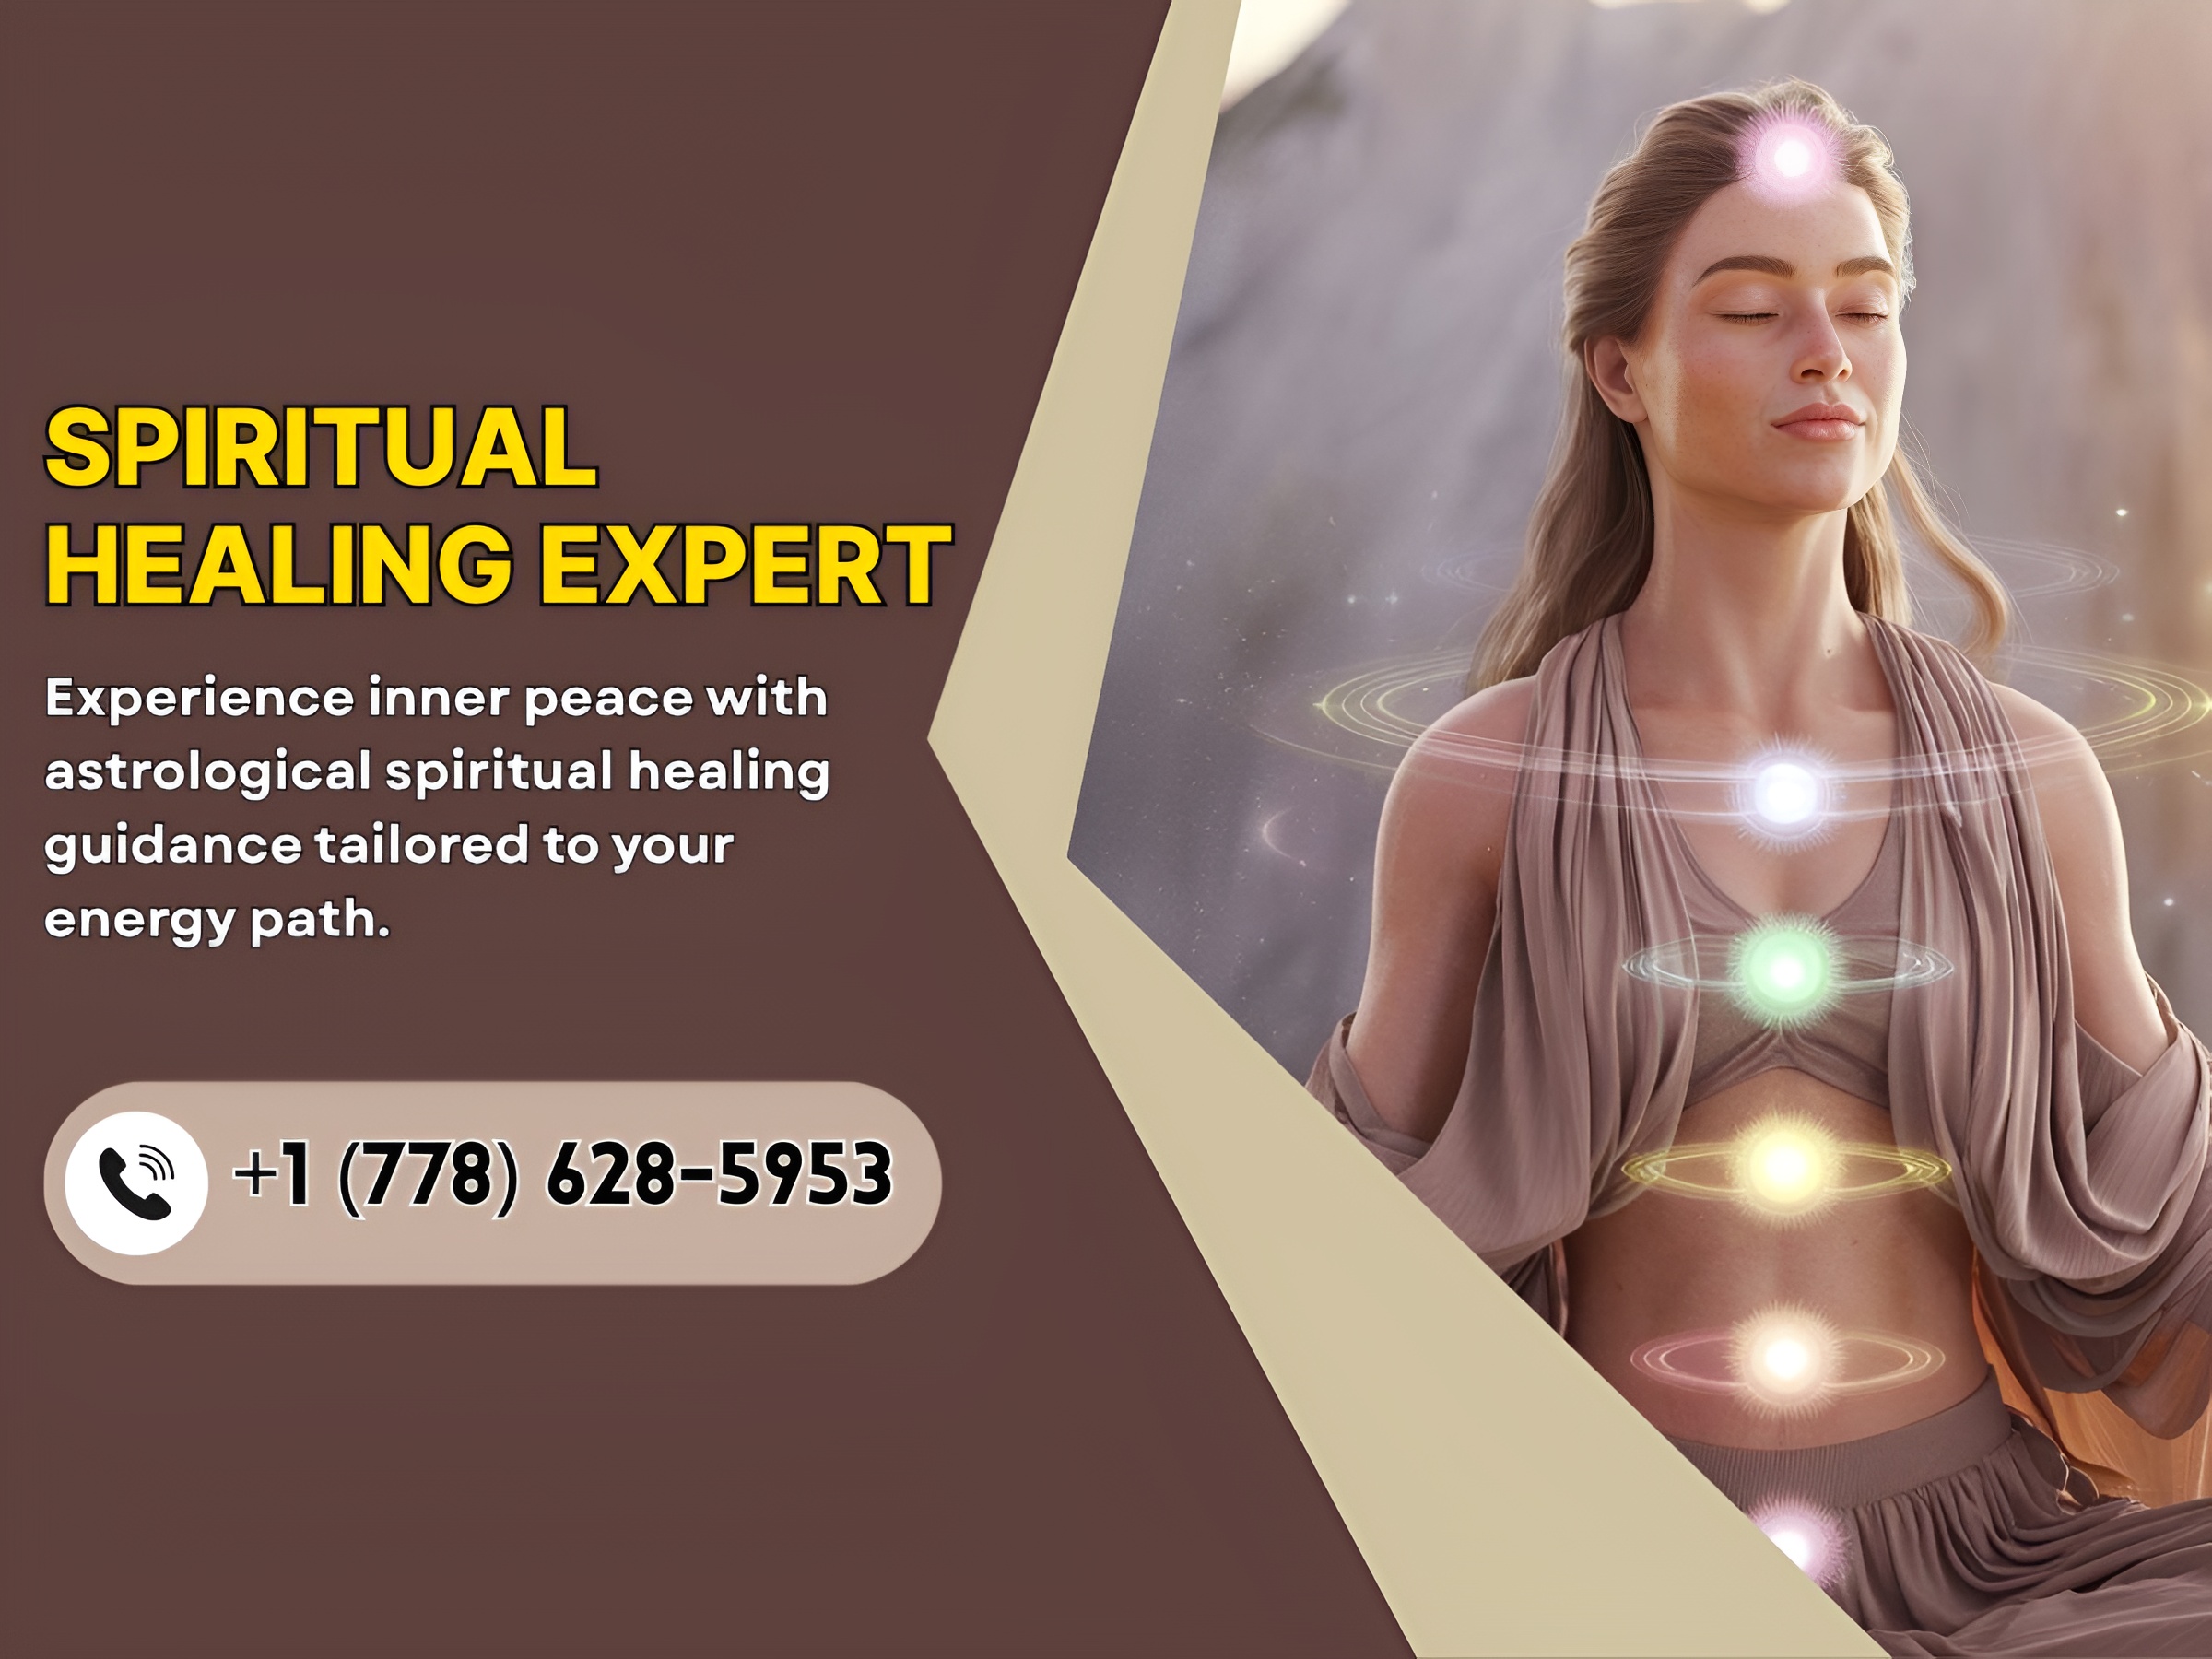 SPIRITUAL
HEALING EXPERT
Experience inner peace with
astrological spiritual healing
guidance tailored to your
energy path.
+1 (778) 628-5953